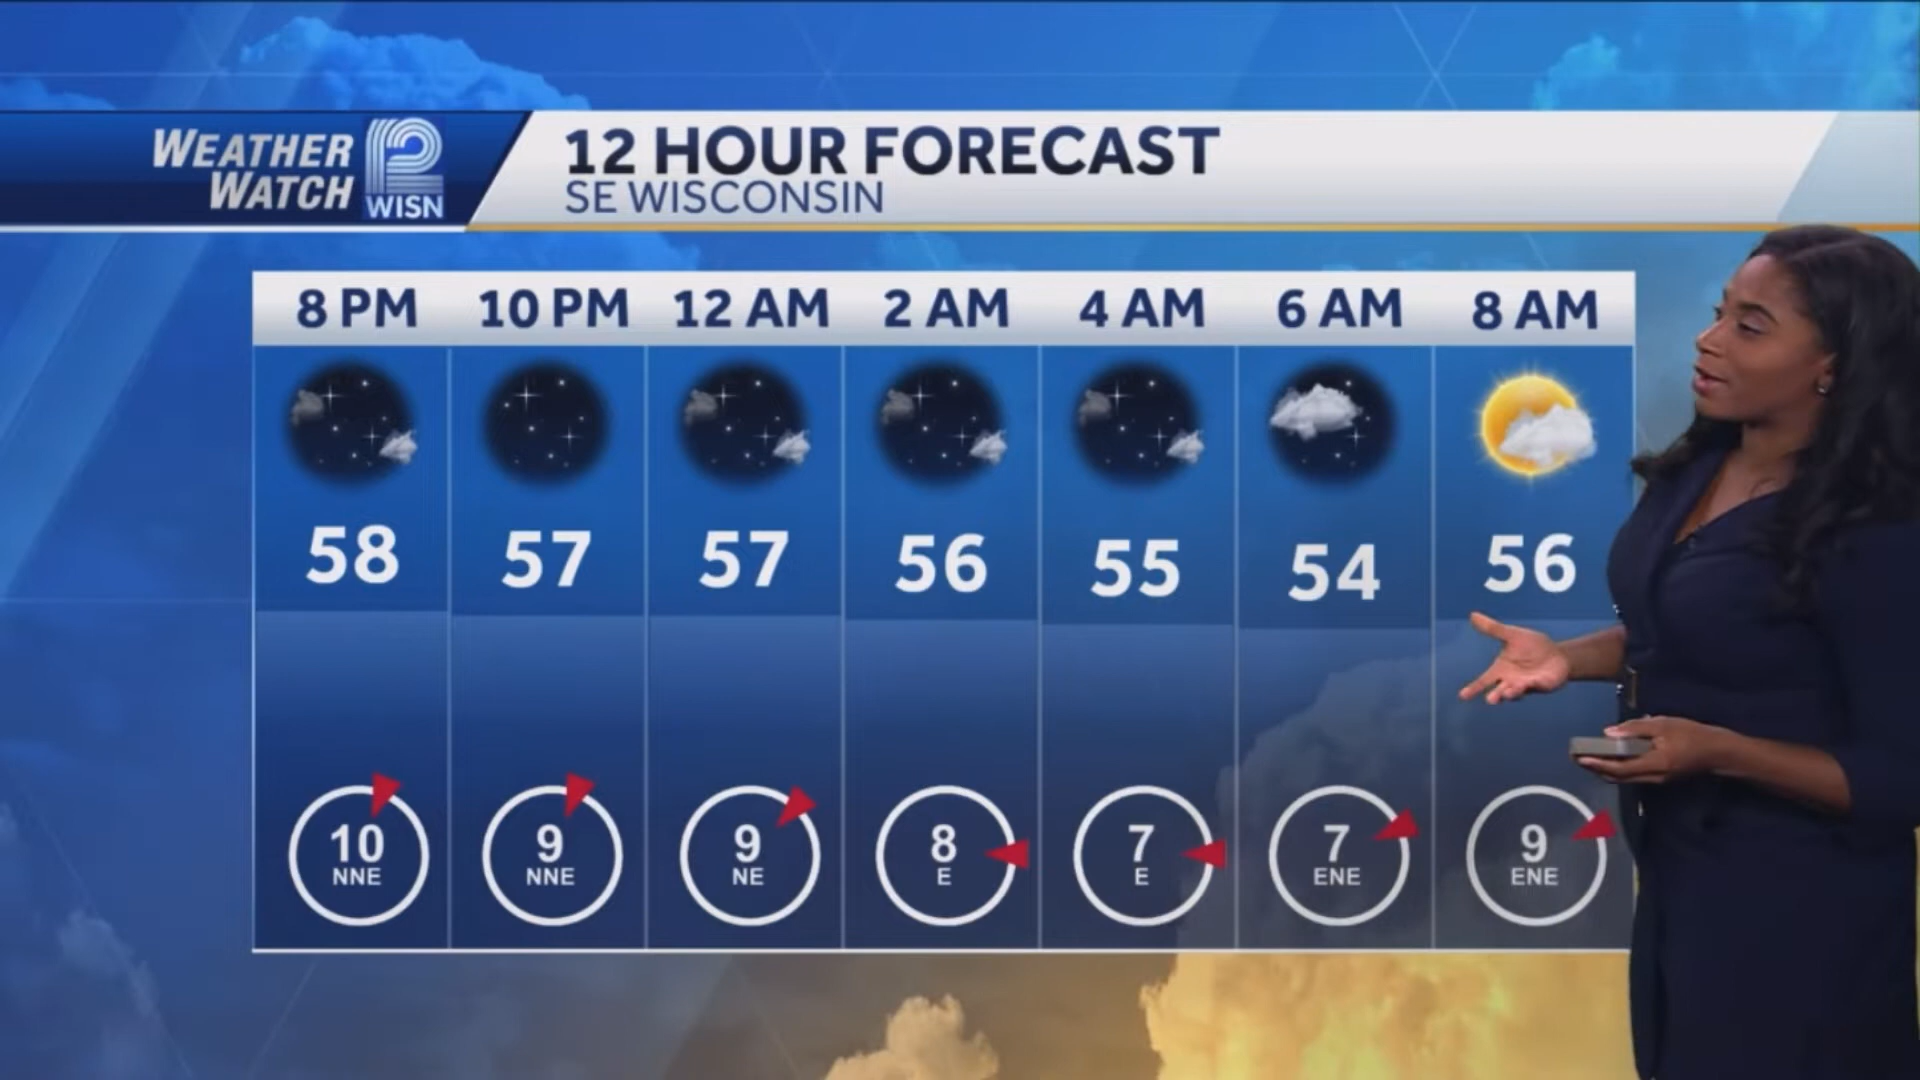 WEATHER
WATCH
12
WISN
12 HOUR FORECAST
SE WISCONSIN
8 PM 10 PM 12 AM 2 AM 4 AM 6 AM 8 AM
58 57 57 56 55 54 56
10 9 9 8 7 7 9
NNE NNE NE E E ENE ENE